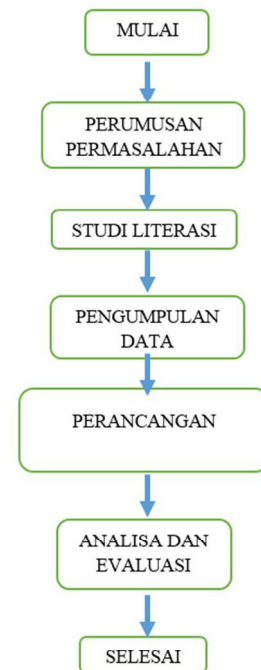 MULAI
PERUMUSAN
PERMASALAHAN
STUDI LITERASI
PENGUMPULAN
DATA
PERANCANGAN
ANALISA DAN
EVALUASI
SELESAI